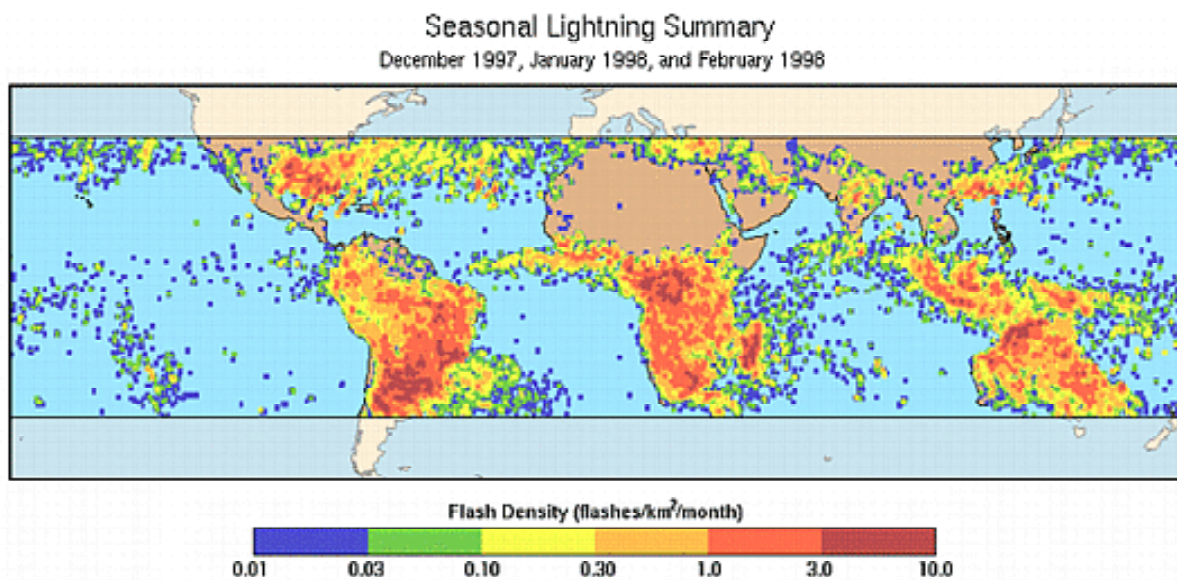 Seasonal Lightning Summary
December 1997, January 1998, and February 1998
Flash Density (flashes/km²/month)
0.01 0.03 0.10 0.30 1.0 3.0 10.0